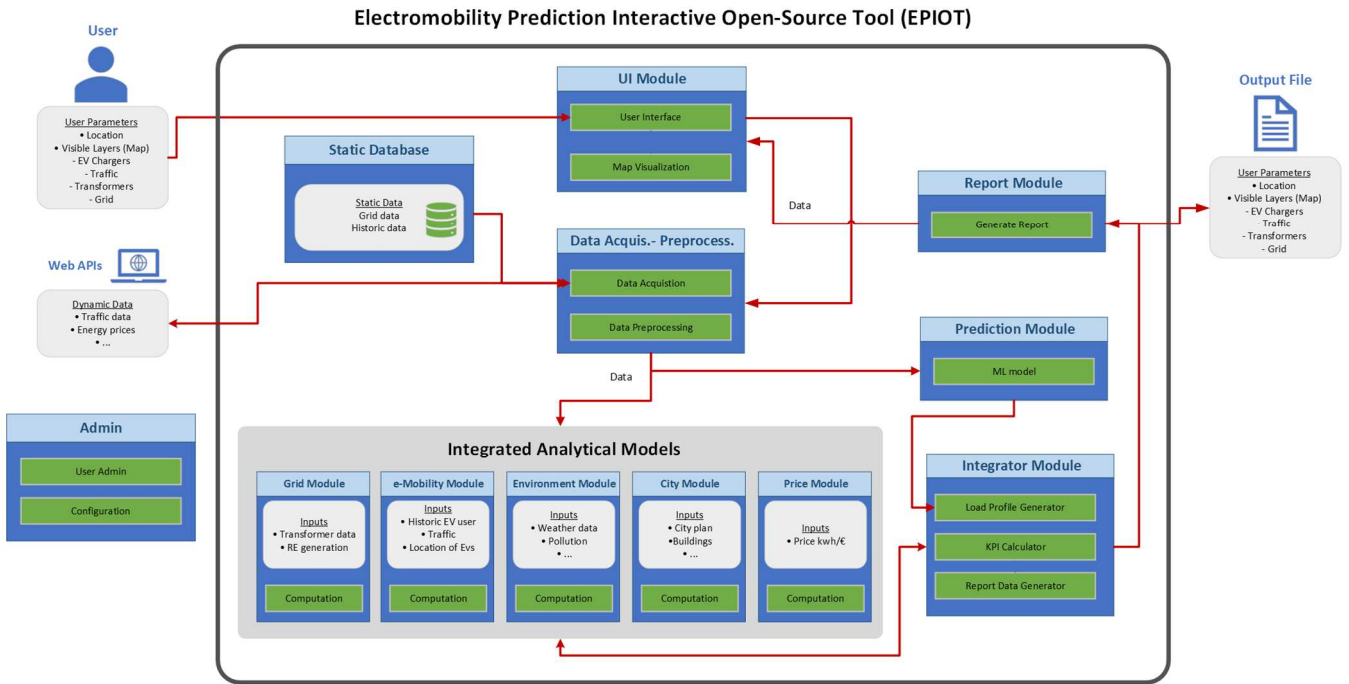 Electromobility Prediction Interactive Open-Source Tool (EPIOT)
User
User Parameters
• Location
• Visible Layers (Map)
- EV Chargers
- Traffic
- Transformers
- Grid
Web APIs
Dynamic Data
• Traffic data
• Energy prices
• ...
Admin
User Admin
Configuration
Static Database
Static Data
Grid data
Historic data
UI Module
User Interface
Map Visualization
Data Acquis.- Preprocess.
Data Acquistion
Data Preprocessing
Data
Data
Report Module
Generate Report
Prediction Module
ML model
Integrator Module
Load Profile Generator
KPI Calculator
Report Data Generator
Integrated Analytical Models
Grid Module
Inputs
• Transformer data
• RE generation
Computation
e-Mobility Module
Inputs
• Historic EV user
• Traffic
• Location of Evs
Computation
Environment Module
Inputs
• Weather data
• Pollution
• ...
Computation
City Module
Inputs
• City plan
•Buildings
• ...
Computation
Price Module
Inputs
• Price kwh/€
Computation
Output File
User Parameters
• Location
• Visible Layers (Map)
- EV Chargers
Traffic
- Transformers
- Grid